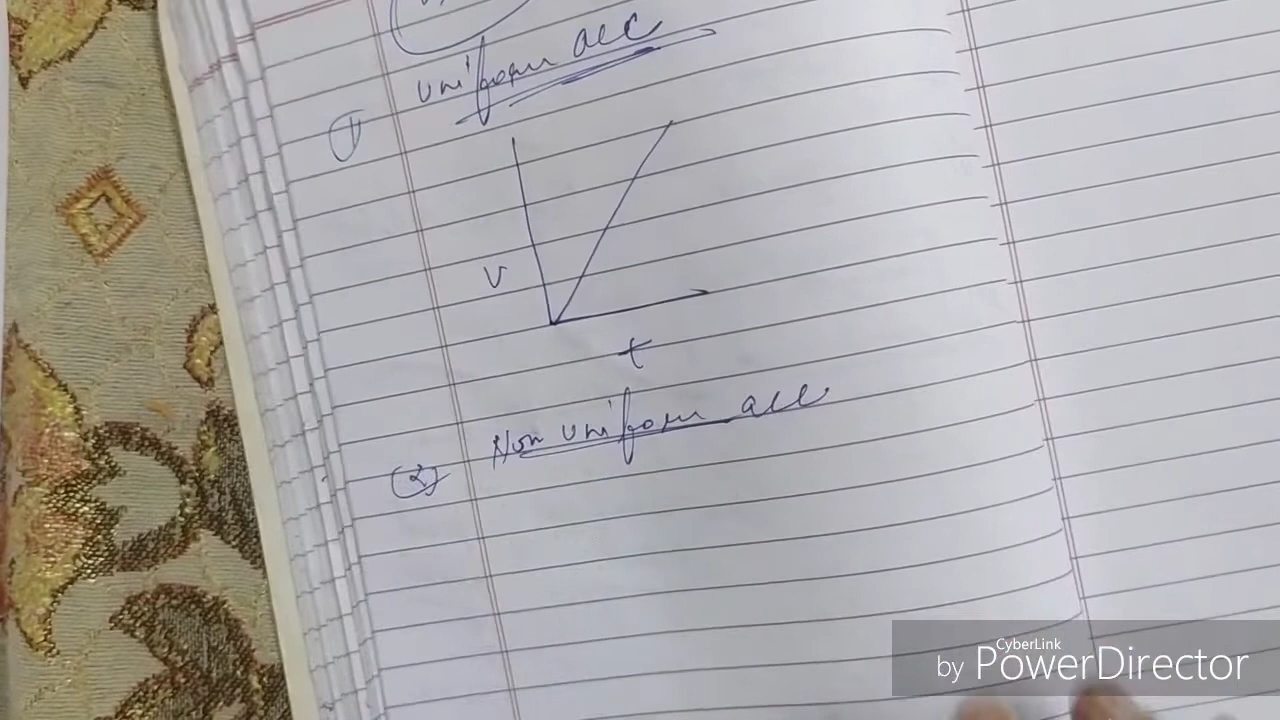 ① uniform acc
V
t
② Non uniform acc
CyberLink
by PowerDirector